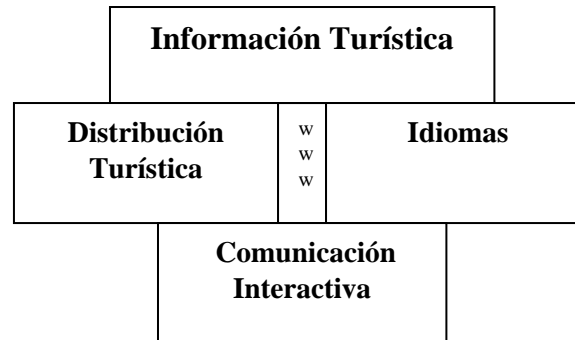 Información Turística
Distribución
Turística
w
w
w
Idiomas
Comunicación
Interactiva